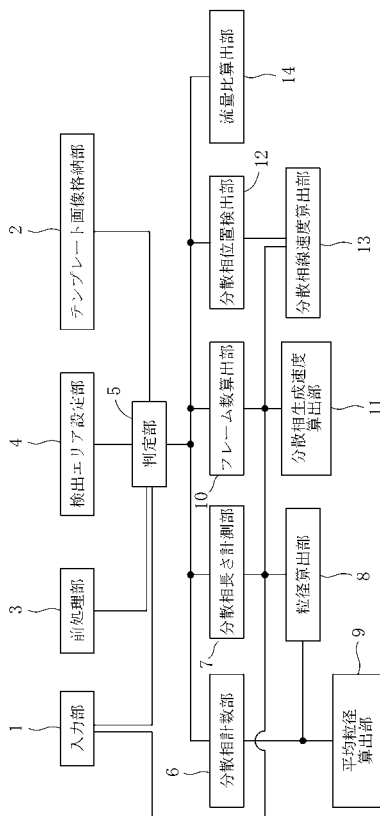 1
入力部
3
前処理部
4
検出エリア設定部
2
テンプレート画像格納部
5
判定部
6
分散相計数部
7
分散相長さ計測部
10
フレーム数算出部
12
分散相位置検出部
14
流量比算出部
9
平均粒径
算出部
8
粒径算出部
11
分散相生成速度
算出部
13
分散相線速度算出部